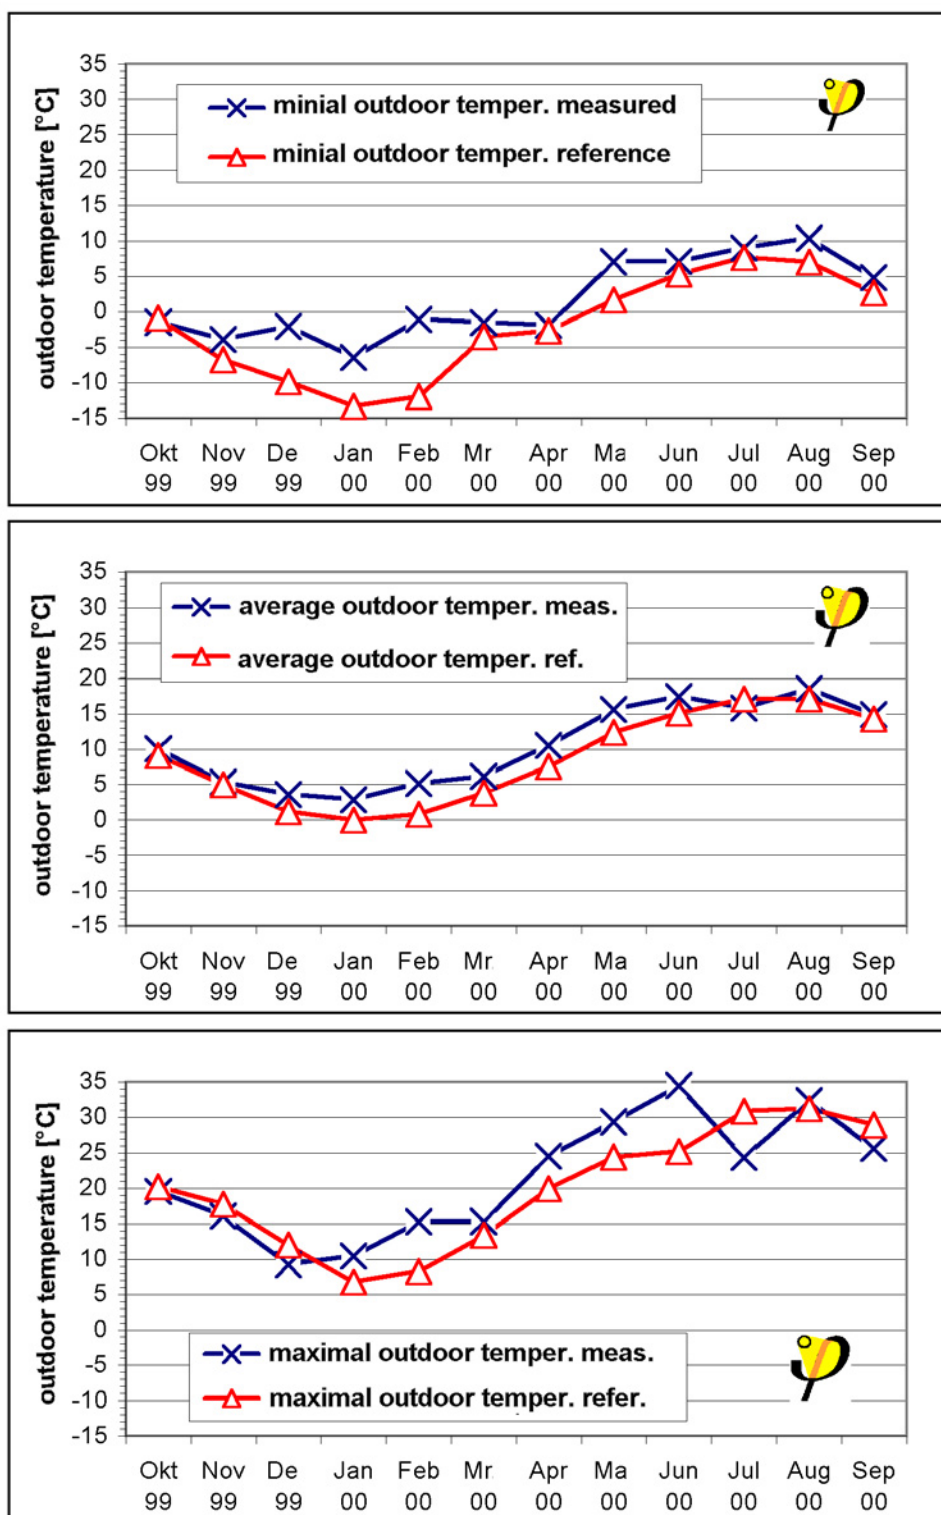 outdoor temperature [°C]
35
30
25
20
15
10
5
0
-5
-10
-15
minial outdoor temper. measured
minial outdoor temper. reference
Okt Nov De Jan Feb Mr. Apr Ma Jun Jul Aug Sep
99 99 99 00 00 00 00 00 00 00 00 00
outdoor temperature [°C]
35
30
25
20
15
10
5
0
-5
-10
-15
average outdoor temper. meas.
average outdoor temper. ref.
Okt Nov De Jan Feb Mr. Apr Ma Jun Jul Aug Sep
99 99 99 00 00 00 00 00 00 00 00 00
outdoor temperature [°C]
35
30
25
20
15
10
5
0
-5
-10
-15
maximal outdoor temper. meas.
maximal outdoor temper. refer.
Okt Nov De Jan Feb Mr. Apr Ma Jun Jul Aug Sep
99 99 99 00 00 00 00 00 00 00 00 00